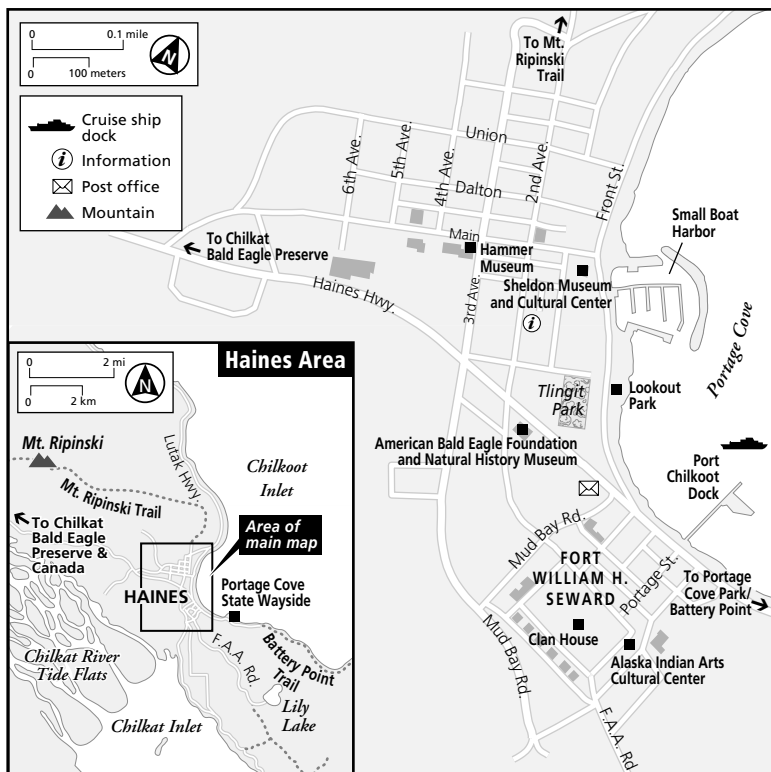 0 0.1 mile
0 100 meters
N
Cruise ship
dock
i Information
Post office
Mountain
To Mt.
Ripinski
Trail
Union
6th Ave.
5th Ave.
4th Ave.
2nd Ave.
Dalton
Front St.
Main
To Chilkat
Bald Eagle Preserve
Hammer
Museum
Small Boat
Harbor
Sheldon Museum
and Cultural Center
Haines Hwy.
3rd Ave.
i
Portage Cove
Tlingit
Park
Lookout
Park
American Bald Eagle Foundation
and Natural History Museum
Port
Chilkoot
Dock
Mud Bay Rd.
FORT
WILLIAM H.
SEWARD
Portage St.
To Portage
Cove Park/
Battery Point
Clan House
Mud Bay Rd.
Alaska Indian Arts
Cultural Center
F.A.A. Rd.
Haines Area
0 2 mi
0 2 km
N
Mt. Ripinski
Lutak Hwy.
Chilkoot
Inlet
Mt. Ripinski Trail
To Chilkat
Bald Eagle
Preserve &
Canada
Area of
main map
HAINES
Portage Cove
State Wayside
F.A.A. Rd.
Battery Point
Trail
Chilkat River
Tide Flats
Lily
Lake
Chilkat Inlet